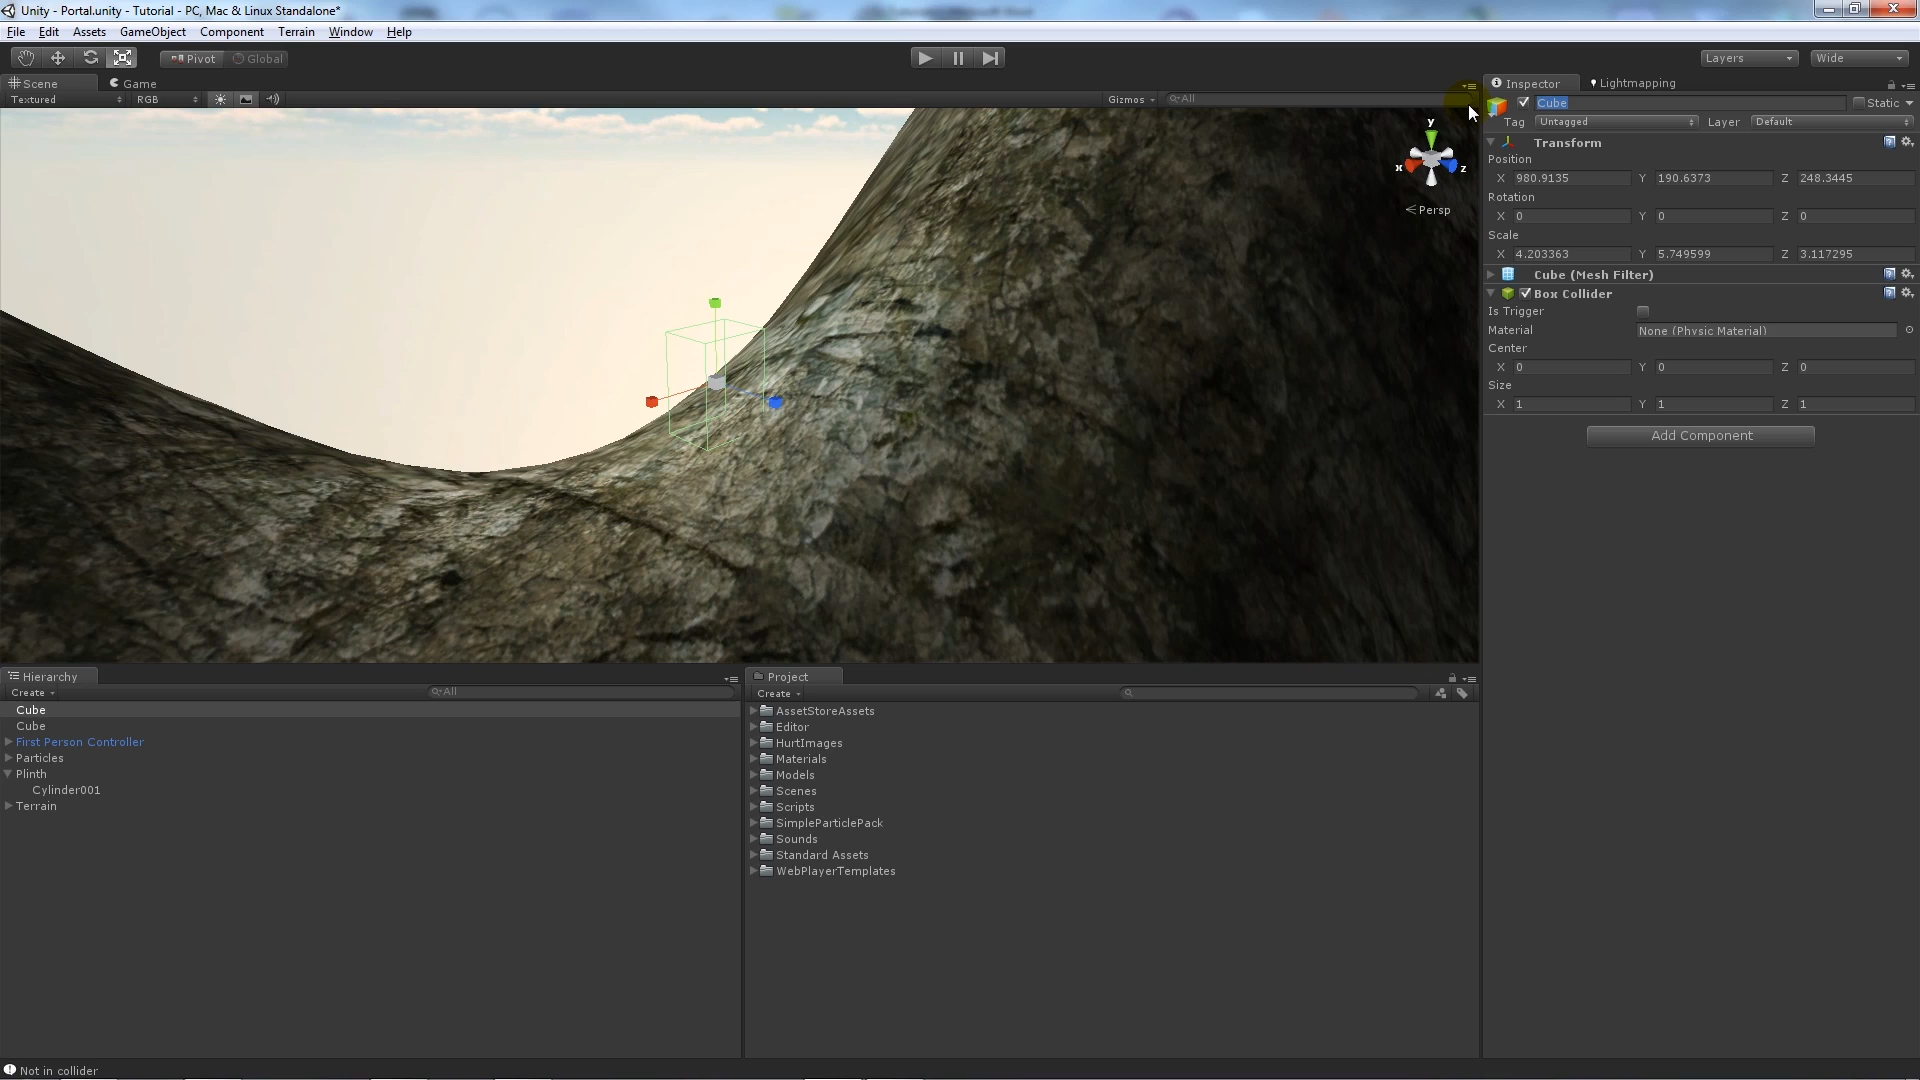 Unity - Portal.unity - Tutorial - PC, Mac & Linux Standalone*
File Edit Assets GameObject Component Terrain Window Help
Pivot Global Layers Wide
Scene Game
Textured RGB Gizmos All
y
x z
Persp
Inspector Lightmapping
Cube Static
Tag Untagged Layer Default
Transform
Position
X 980.9135 Y 190.6373 Z 248.3445
Rotation
X 0 Y 0 Z 0
Scale
X 4.203363 Y 5.749599 Z 3.117295
Cube (Mesh Filter)
Box Collider
Is Trigger
Material None (Physic Material)
Center
X 0 Y 0 Z 0
Size
X 1 Y 1 Z 1
Add Component
Hierarchy
Create All
Cube
Cube
First Person Controller
Particles
Plinth
Cylinder001
Terrain
Project
Create
AssetStoreAssets
Editor
HurtImages
Materials
Models
Scenes
Scripts
SimpleParticlePack
Sounds
Standard Assets
WebPlayerTemplates
Not in collider